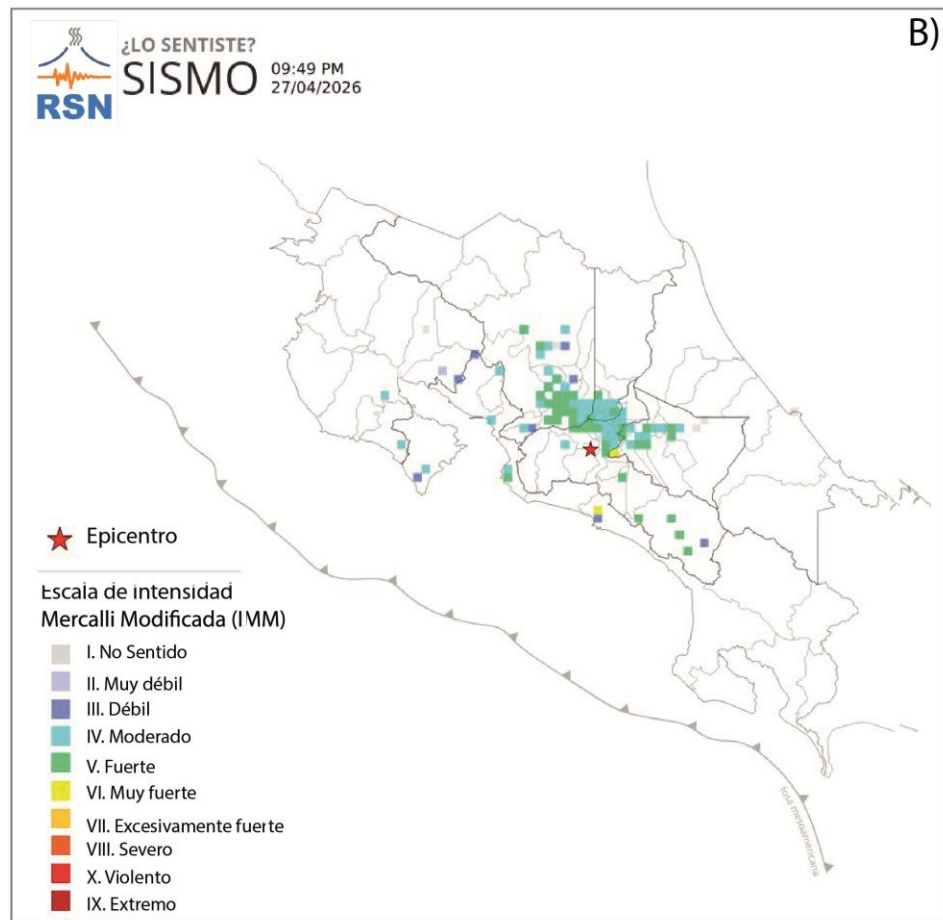 B)
¿LO SENTISTE?
SISMO 09:49 PM
27/04/2026
RSN
Epicentro
Escala de intensidad
Mercalli Modificada (IMM)
I. No Sentido
II. Muy débil
III. Débil
IV. Moderado
V. Fuerte
VI. Muy fuerte
VII. Excesivamente fuerte
VIII. Severo
X. Violento
IX. Extremo
fosa mesoamericana